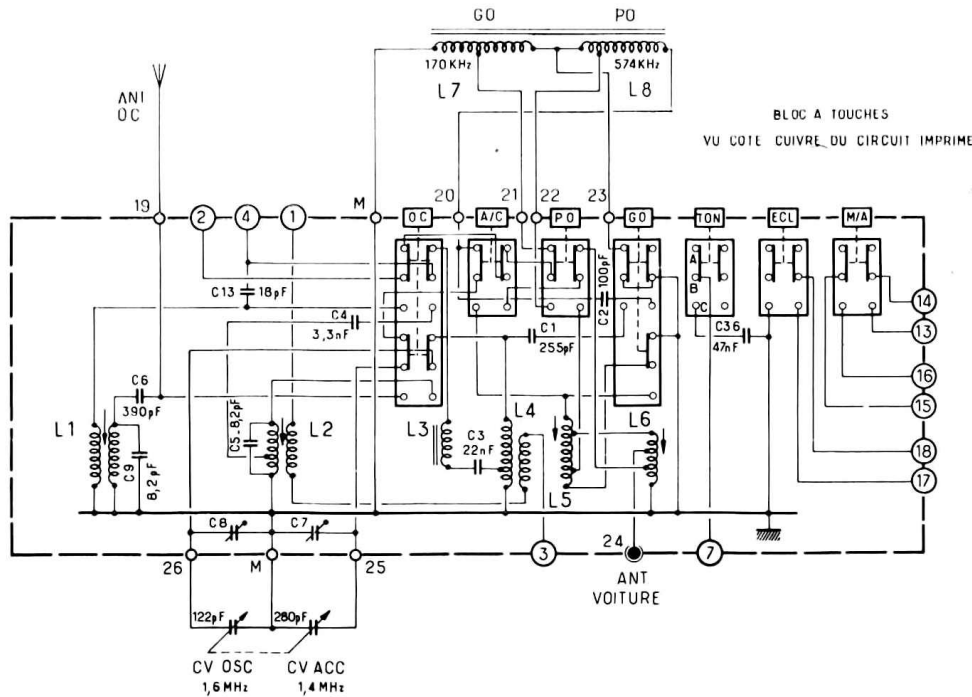 GO PO
170 KHz 574 KHz
L7 L8
ANT
OC
BLOC A TOUCHES
VU COTE CUIVRE DU CIRCUIT IMPRIME
19 2 4 1 M 20 21 22 23
OC A/C PO GO TON ECL M/A
A
B
C
C13 18pF
C4
3,3nF
C2 100pF
C1
255pF
C36
47nF
14
13
16
15
18
17
C6
390pF
L1
C9
8,2pF
C5 8,2pF
L2
L3
C3
22nF
L4
L5
L6
C8 C7
26 M 25
3
24
7
ANT
VOITURE
122pF 280pF
CV OSC CV ACC
1,6 MHz 1,4 MHz